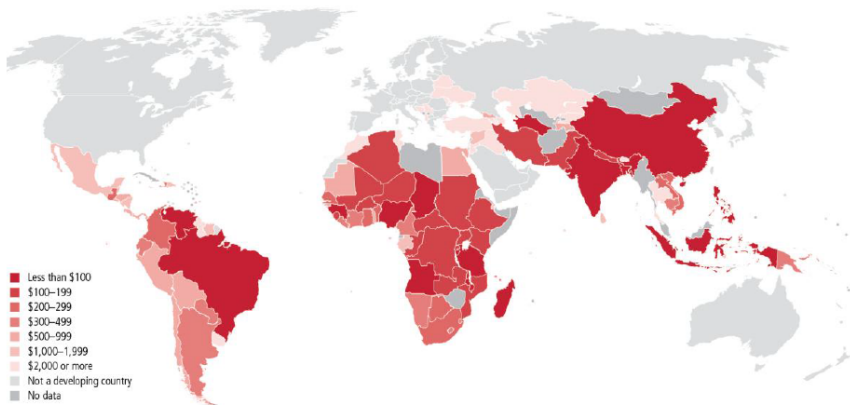 Less than $100
$100–199
$200–299
$300–499
$500–999
$1,000–1,999
$2,000 or more
Not a developing country
No data